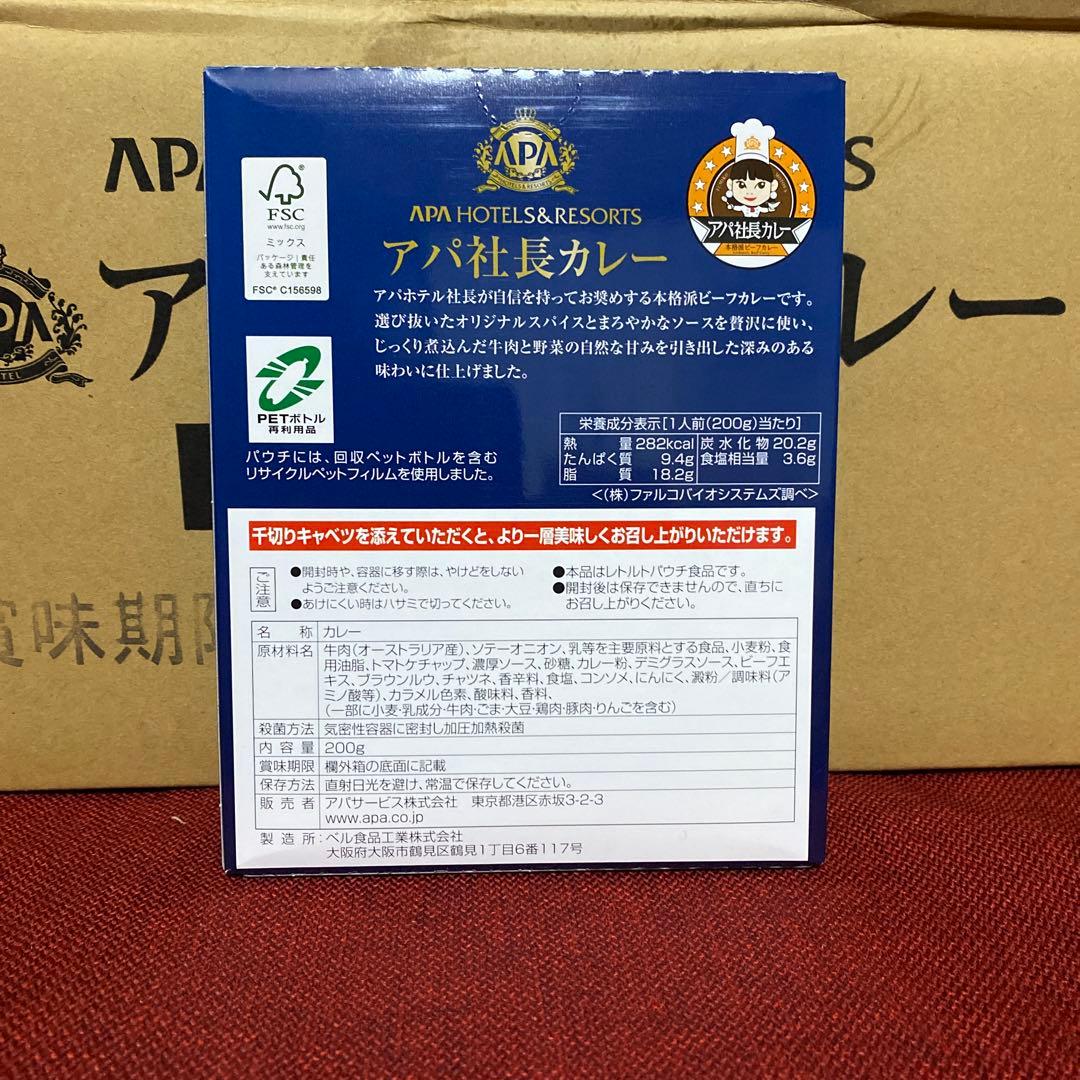 APA
HOTELS&RESORTS
APA HOTELS&RESORTS
アパ社長カレー
アパホテル社長が自信を持ってお奨めする本格派ビーフカレーです。
選び抜いたオリジナルスパイスとまろやかなソースを贅沢に使い、
じっくり煮込んだ牛肉と野菜の自然な甘みを引き出した深みのある
味わいに仕上げました。
アパ社長カレー
本格派ビーフカレー
FSC
www.fsc.org
ミックス
パッケージ|責任
ある森林管理を
支えています
FSC® C156598
PETボトル
再利用品
パウチには、回収ペットボトルを含む
リサイクルペットフィルムを使用しました。
栄養成分表示[1人前(200g)当たり]
熱量 282kcal 炭水化物 20.2g
たんぱく質 9.4g 食塩相当量 3.6g
脂質 18.2g
<(株)ファルコバイオシステムズ調べ>
千切りキャベツを添えていただくと、より一層美味しくお召し上がりいただけます。
ご注意
●開封時や、容器に移す際は、やけどをしない
ようご注意ください。
●あけにくい時はハサミで切ってください。
●本品はレトルトパウチ食品です。
●開封後は保存できませんので、直ちに
お召し上がりください。
名称 カレー
原材料名 牛肉(オーストラリア産)、ソテーオニオン、乳等を主要原料とする食品、小麦粉、食
用油脂、トマトケチャップ、濃厚ソース、砂糖、カレー粉、デミグラスソース、ビーフエ
キス、ブラウンルウ、チャツネ、香辛料、食塩、コンソメ、にんにく、澱粉/調味料(ア
ミノ酸等)、カラメル色素、酸味料、香料、
(一部に小麦・乳成分・牛肉・ごま・大豆・鶏肉・豚肉・りんごを含む)
殺菌方法 気密性容器に密封し加圧加熱殺菌
内容量 200g
賞味期限 欄外箱の底面に記載
保存方法 直射日光を避け、常温で保存してください。
販売者 アパサービス株式会社 東京都港区赤坂3-2-3
www.apa.co.jp
製造所:ベル食品工業株式会社
大阪府大阪市鶴見区鶴見1丁目6番117号
APA
S
APA
HOTEL
ア
レー
賞味期限